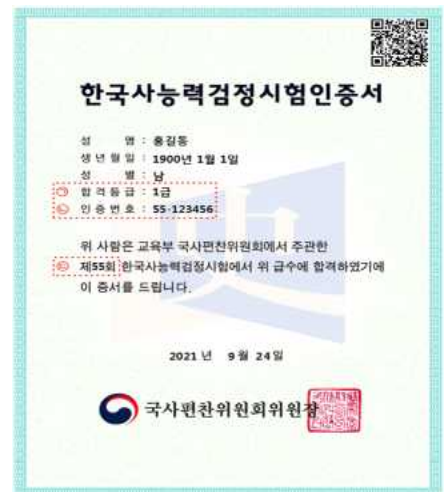 한국사능력검정시험인증서
성 명 : 홍길동
생년월일 : 1900년 1월 1일
성 별 : 남
㉠ 합격등급 : 1급
㉡ 인증번호 : 55-123456
위 사람은 교육부 국사편찬위원회에서 주관한
㉢ 제55회 한국사능력검정시험에서 위 급수에 합격하였기에
이 증서를 드립니다.
2021 년 9 월 24 일
국사편찬위원회위원장